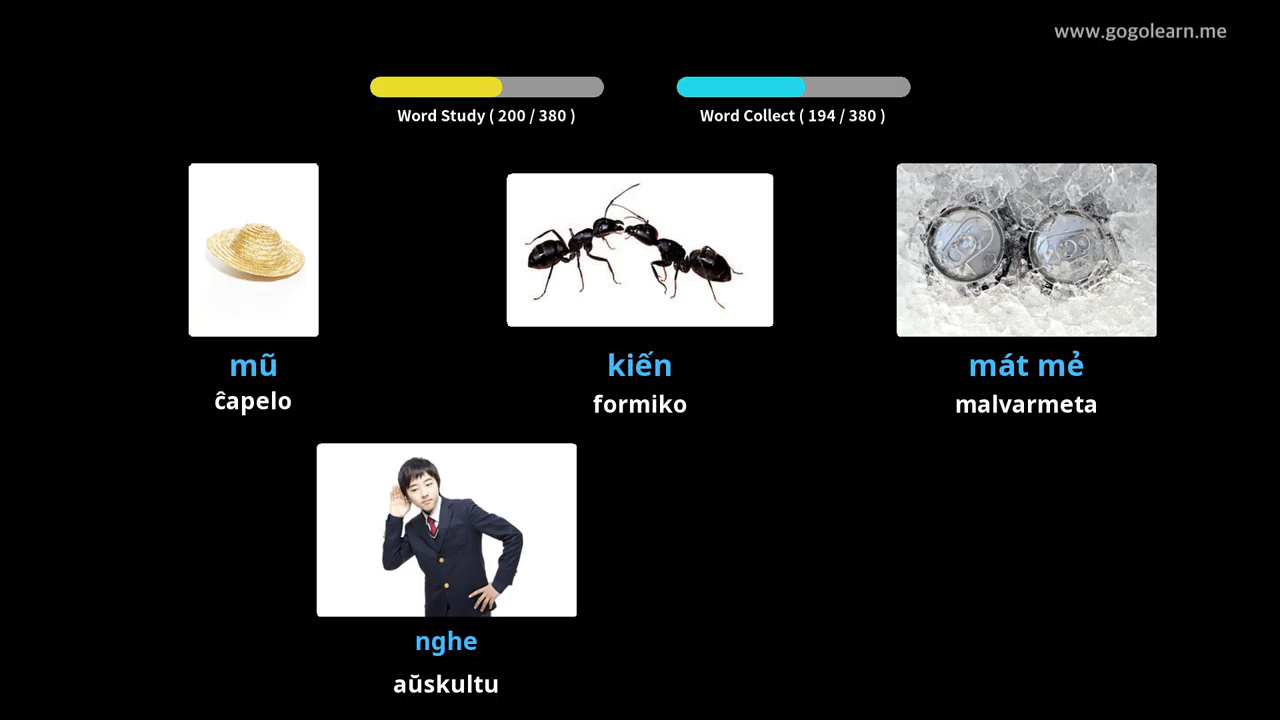 www.gogolearn.me
Word Study ( 200 / 380 )
Word Collect ( 194 / 380 )
mũ
ĉapelo
kiến
formiko
mát mẻ
malvarmeta
nghe
aŭskultu